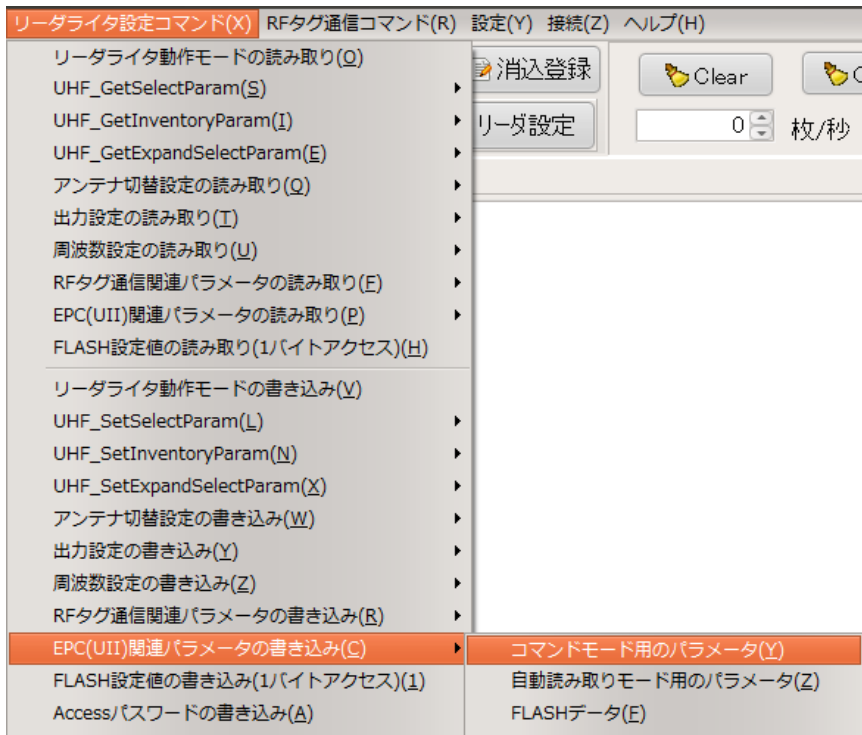 リーダライタ設定コマンド(X) RFタグ通信コマンド(R) 設定(Y) 接続(Z) ヘルプ(H)
リーダライタ動作モードの読み取り(O)
消込登録 Clear
UHF_GetSelectParam(S)
UHF_GetInventoryParam(I)
リーダ設定 0 枚/秒
UHF_GetExpandSelectParam(E)
アンテナ切替設定の読み取り(Q)
出力設定の読み取り(T)
周波数設定の読み取り(U)
RFタグ通信関連パラメータの読み取り(F)
EPC(UII)関連パラメータの読み取り(P)
FLASH設定値の読み取り(1バイトアクセス)(H)
リーダライタ動作モードの書き込み(V)
UHF_SetSelectParam(L)
UHF_SetInventoryParam(N)
UHF_SetExpandSelectParam(X)
アンテナ切替設定の書き込み(W)
出力設定の書き込み(Y)
周波数設定の書き込み(Z)
RFタグ通信関連パラメータの書き込み(R)
EPC(UII)関連パラメータの書き込み(C)
コマンドモード用のパラメータ(Y)
FLASH設定値の書き込み(1バイトアクセス)(1)
自動読み取りモード用のパラメータ(Z)
Accessパスワードの書き込み(A)
FLASHデータ(F)